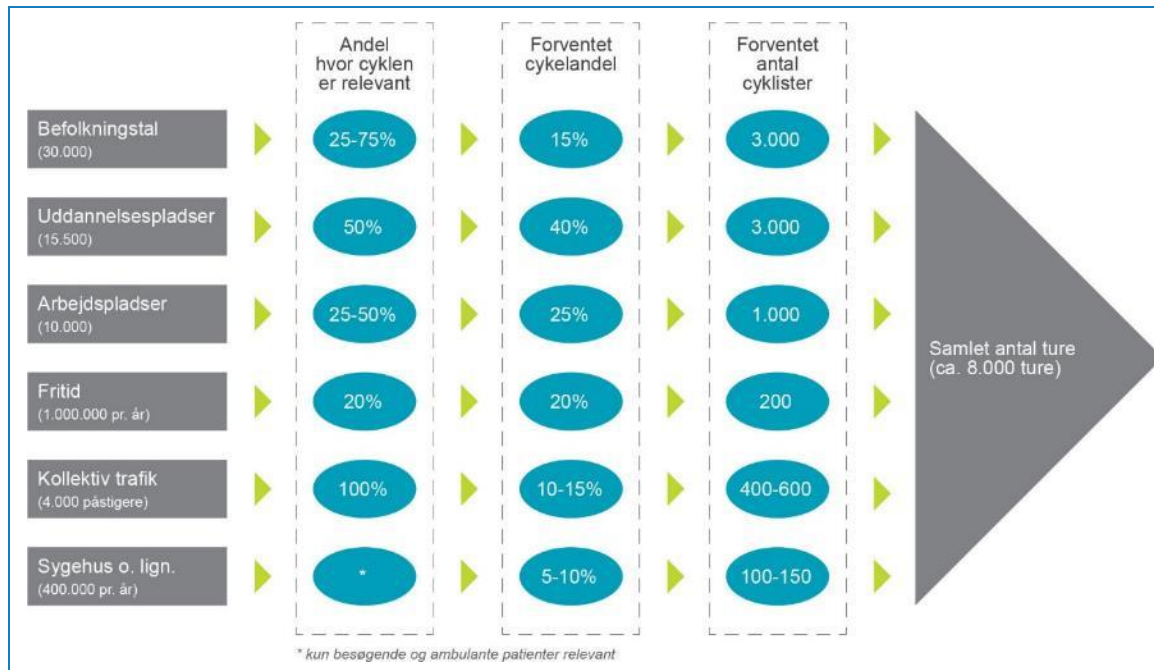 Andel
hvor cyklen
er relevant
Forventet
cykelandel
Forventet
antal
cyklister
Befolkningstal
(30.000)
25-75%
15%
3.000
Uddannelsespladser
(15.500)
50%
40%
3.000
Arbejdspladser
(10.000)
25-50%
25%
1.000
Fritid
(1.000.000 pr. år)
20%
20%
200
Kollektiv trafik
(4.000 påstigere)
100%
10-15%
400-600
Sygehus o. lign.
(400.000 pr. år)
*
5-10%
100-150
Samlet antal ture
(ca. 8.000 ture)
* kun besøgende og ambulante patienter relevant